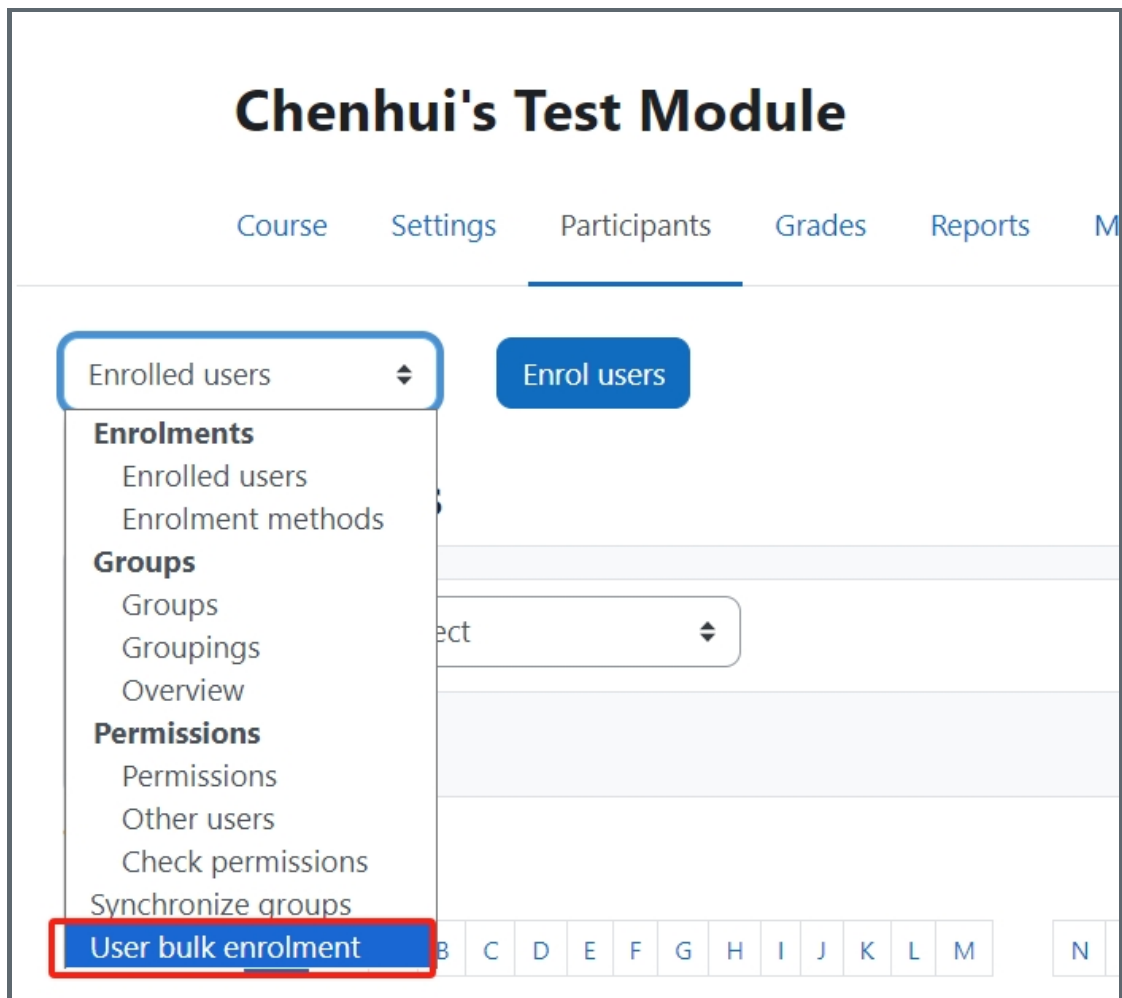 Chenhui's Test Module
Course Settings Participants Grades Reports M
Enrolled users Enrol users
Enrolments
Enrolled users
Enrolment methods
Groups
Groups
ect
Groupings
Overview
Permissions
Permissions
Other users
Check permissions
Synchronize groups
User bulk enrolment B C D E F G H I J K L M N